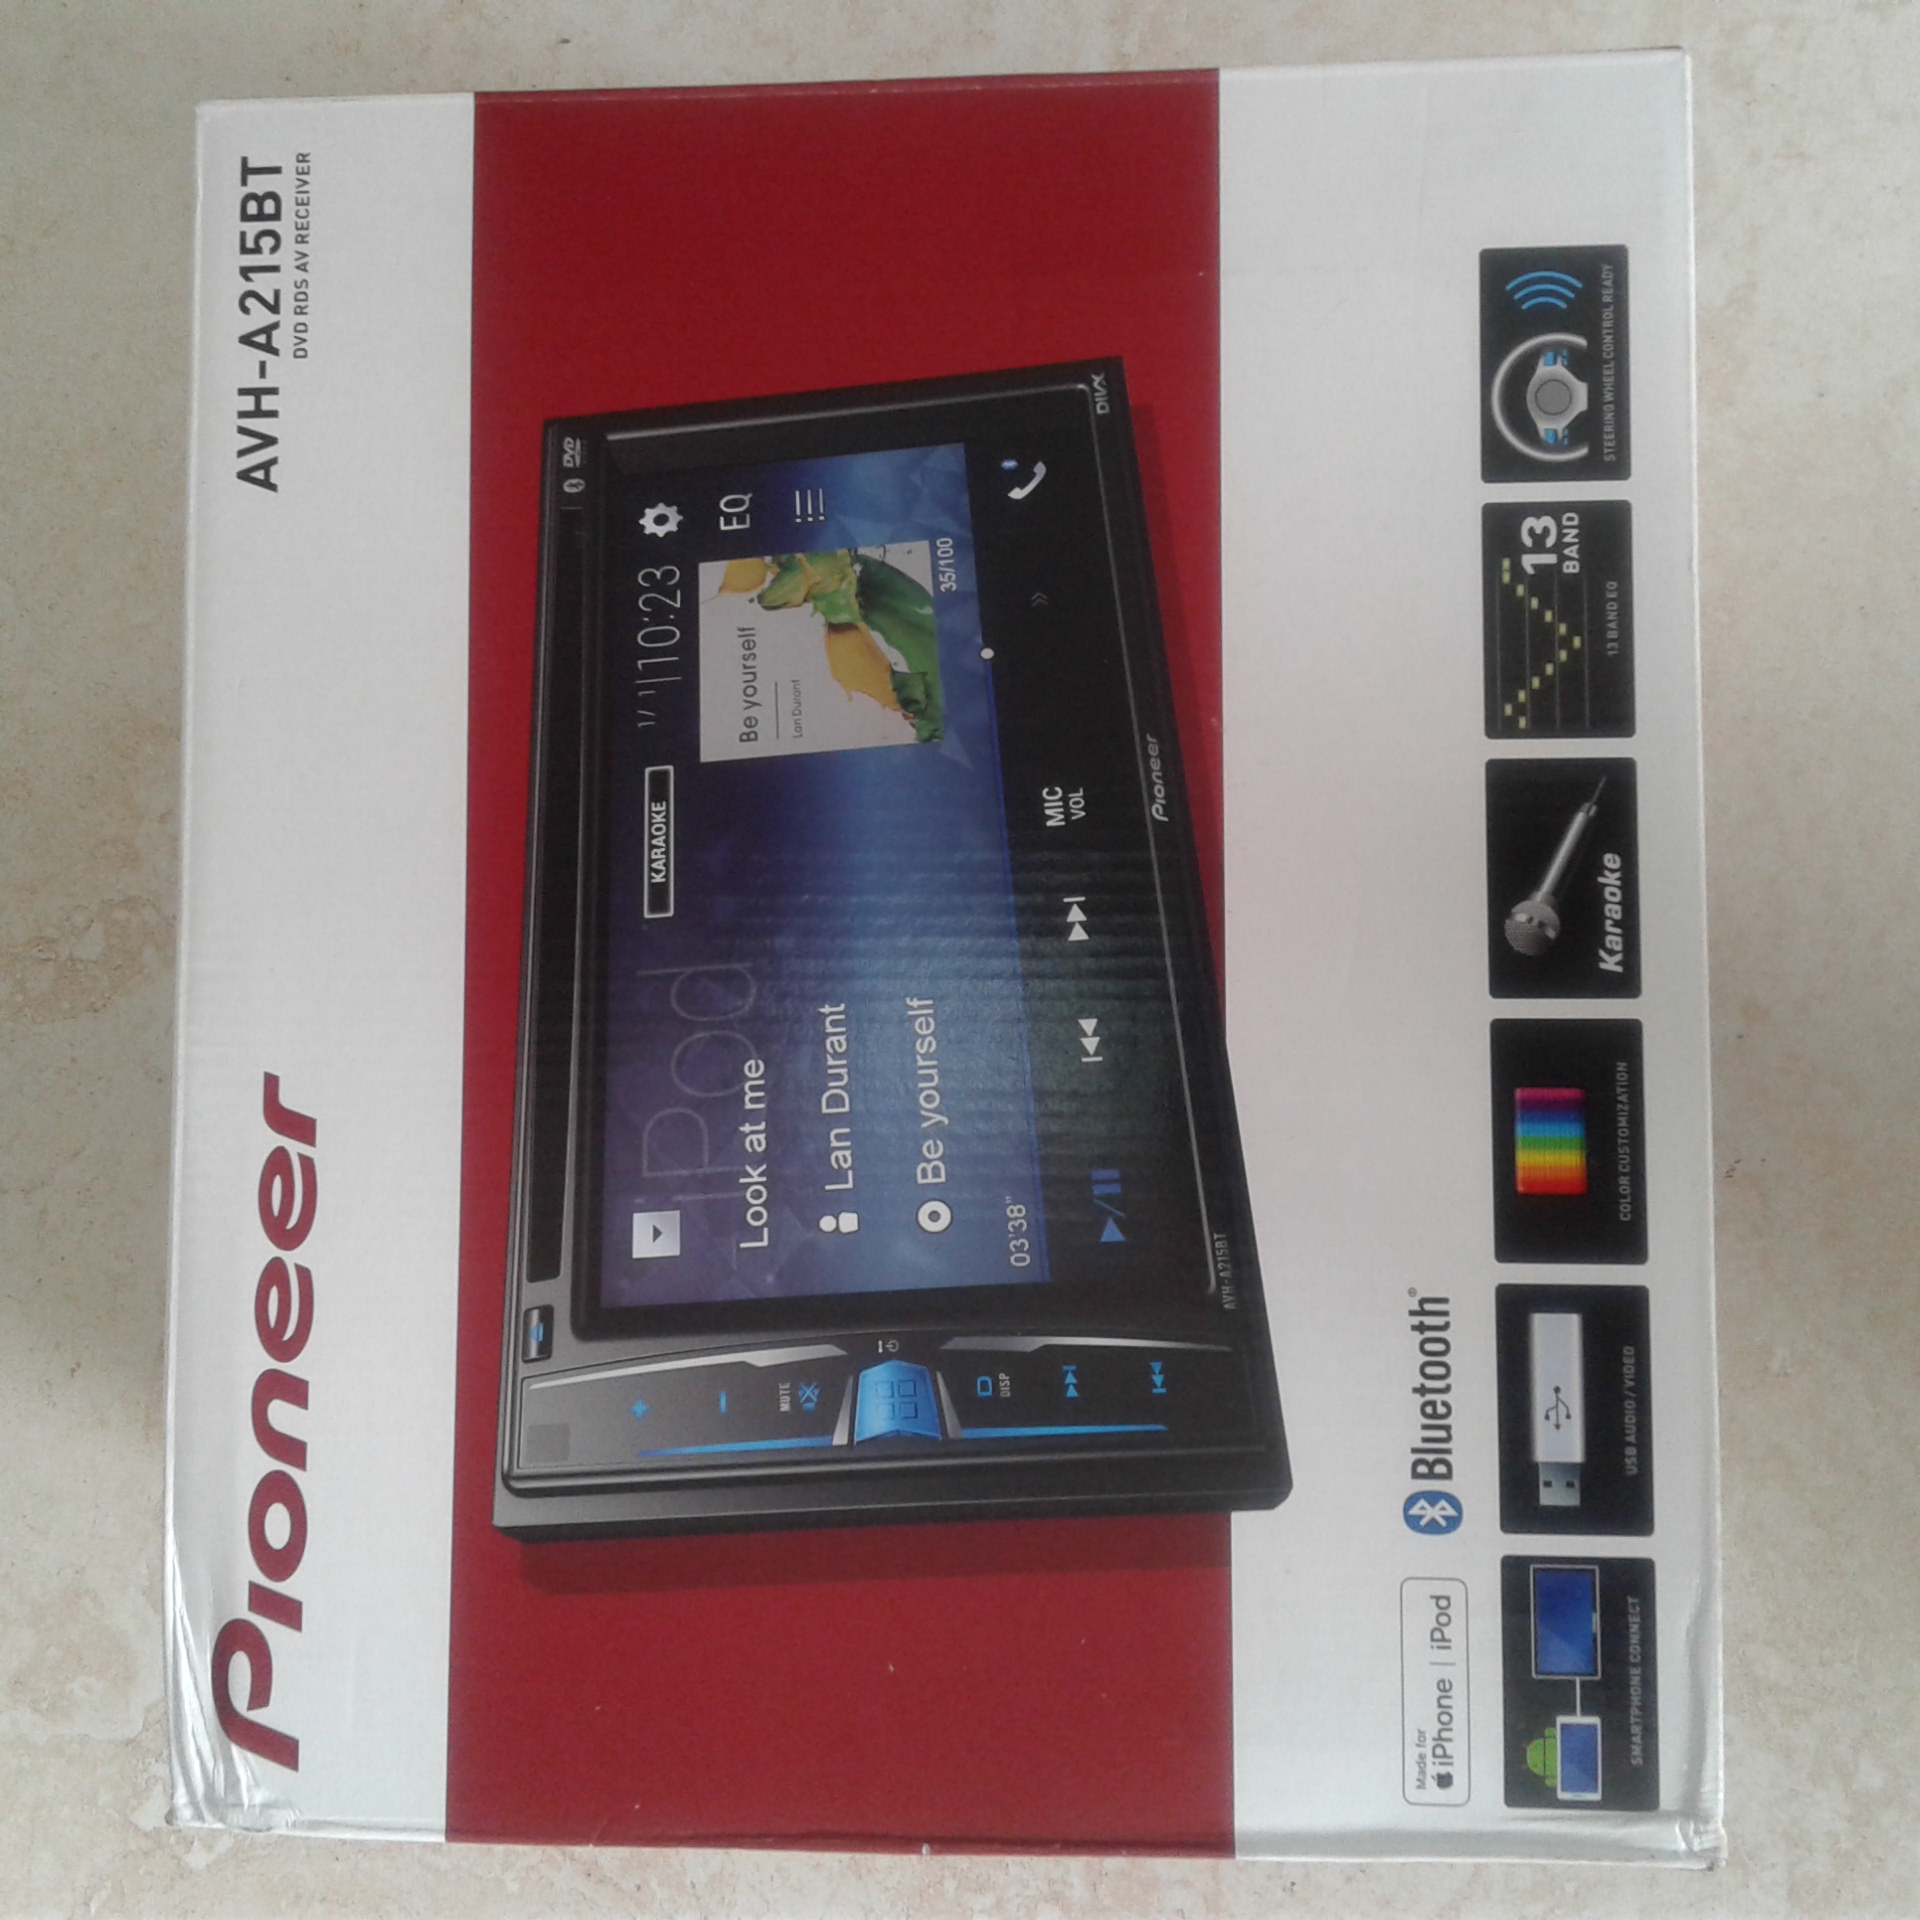 Pioneer
AVH-A215BT
DVD RDS AV RECEIVER
DVD
iPod
KARAOKE
1/1
10:23
Look at me
Lan Durant
Be yourself
Be yourself
Lan Durant
EQ
MUTE
DISP
03'38"
35/100
MIC
VOL
AVH-A215BT
Pioneer
DIVX
Made for
iPhone | iPod
Bluetooth®
SMARTPHONE CONNECT
USB AUDIO / VIDEO
COLOR CUSTOMIZATION
Karaoke
13
BAND
13 BAND EQ
STEERING WHEEL CONTROL READY